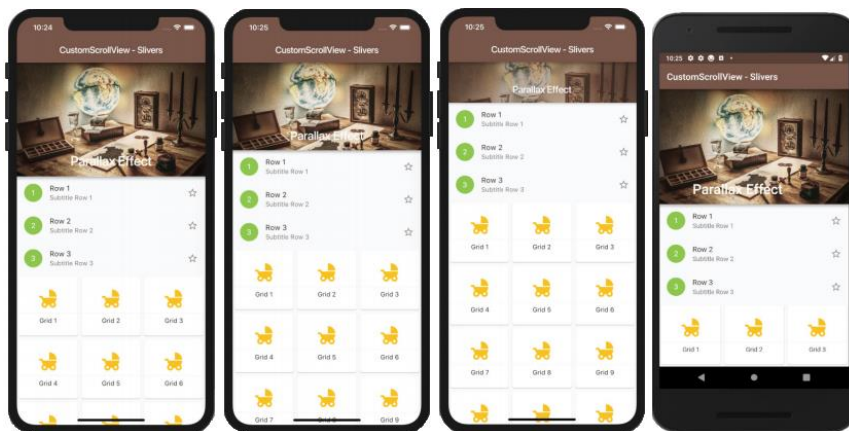 10:24
CustomScrollView - Slivers
Parallax Effect
1
Row 1
Subtitle Row 1
2
Row 2
Subtitle Row 2
3
Row 3
Subtitle Row 3
Grid 1
Grid 2
Grid 3
Grid 4
Grid 5
Grid 6
10:25
CustomScrollView - Slivers
Parallax Effect
1
Row 1
Subtitle Row 1
2
Row 2
Subtitle Row 2
3
Row 3
Subtitle Row 3
Grid 1
Grid 2
Grid 3
Grid 4
Grid 5
Grid 6
Grid 7
Grid 8
Grid 9
10:25
CustomScrollView - Slivers
Parallax Effect
1
Row 1
Subtitle Row 1
2
Row 2
Subtitle Row 2
3
Row 3
Subtitle Row 3
Grid 1
Grid 2
Grid 3
Grid 4
Grid 5
Grid 6
Grid 7
Grid 8
Grid 9
10:25
CustomScrollView - Slivers
Parallax Effect
1
Row 1
Subtitle Row 1
2
Row 2
Subtitle Row 2
3
Row 3
Subtitle Row 3
Grid 1
Grid 2
Grid 3